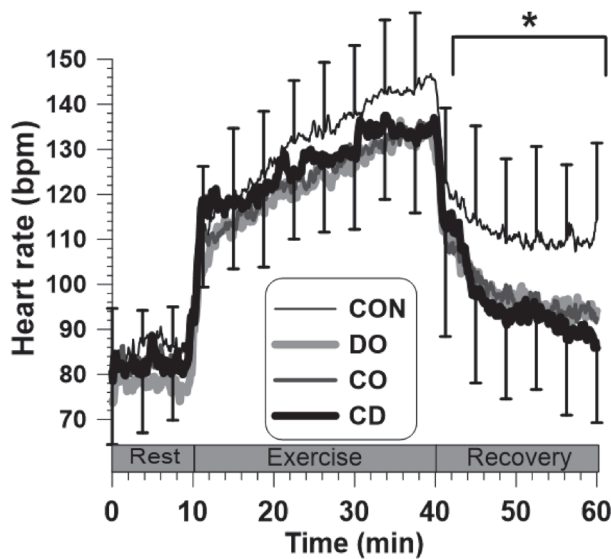 *
150
140
130
120
110
100
90
80
70
Heart rate (bpm)
CON
DO
CO
CD
Rest Exercise Recovery
0 10 20 30 40 50 60
Time (min)